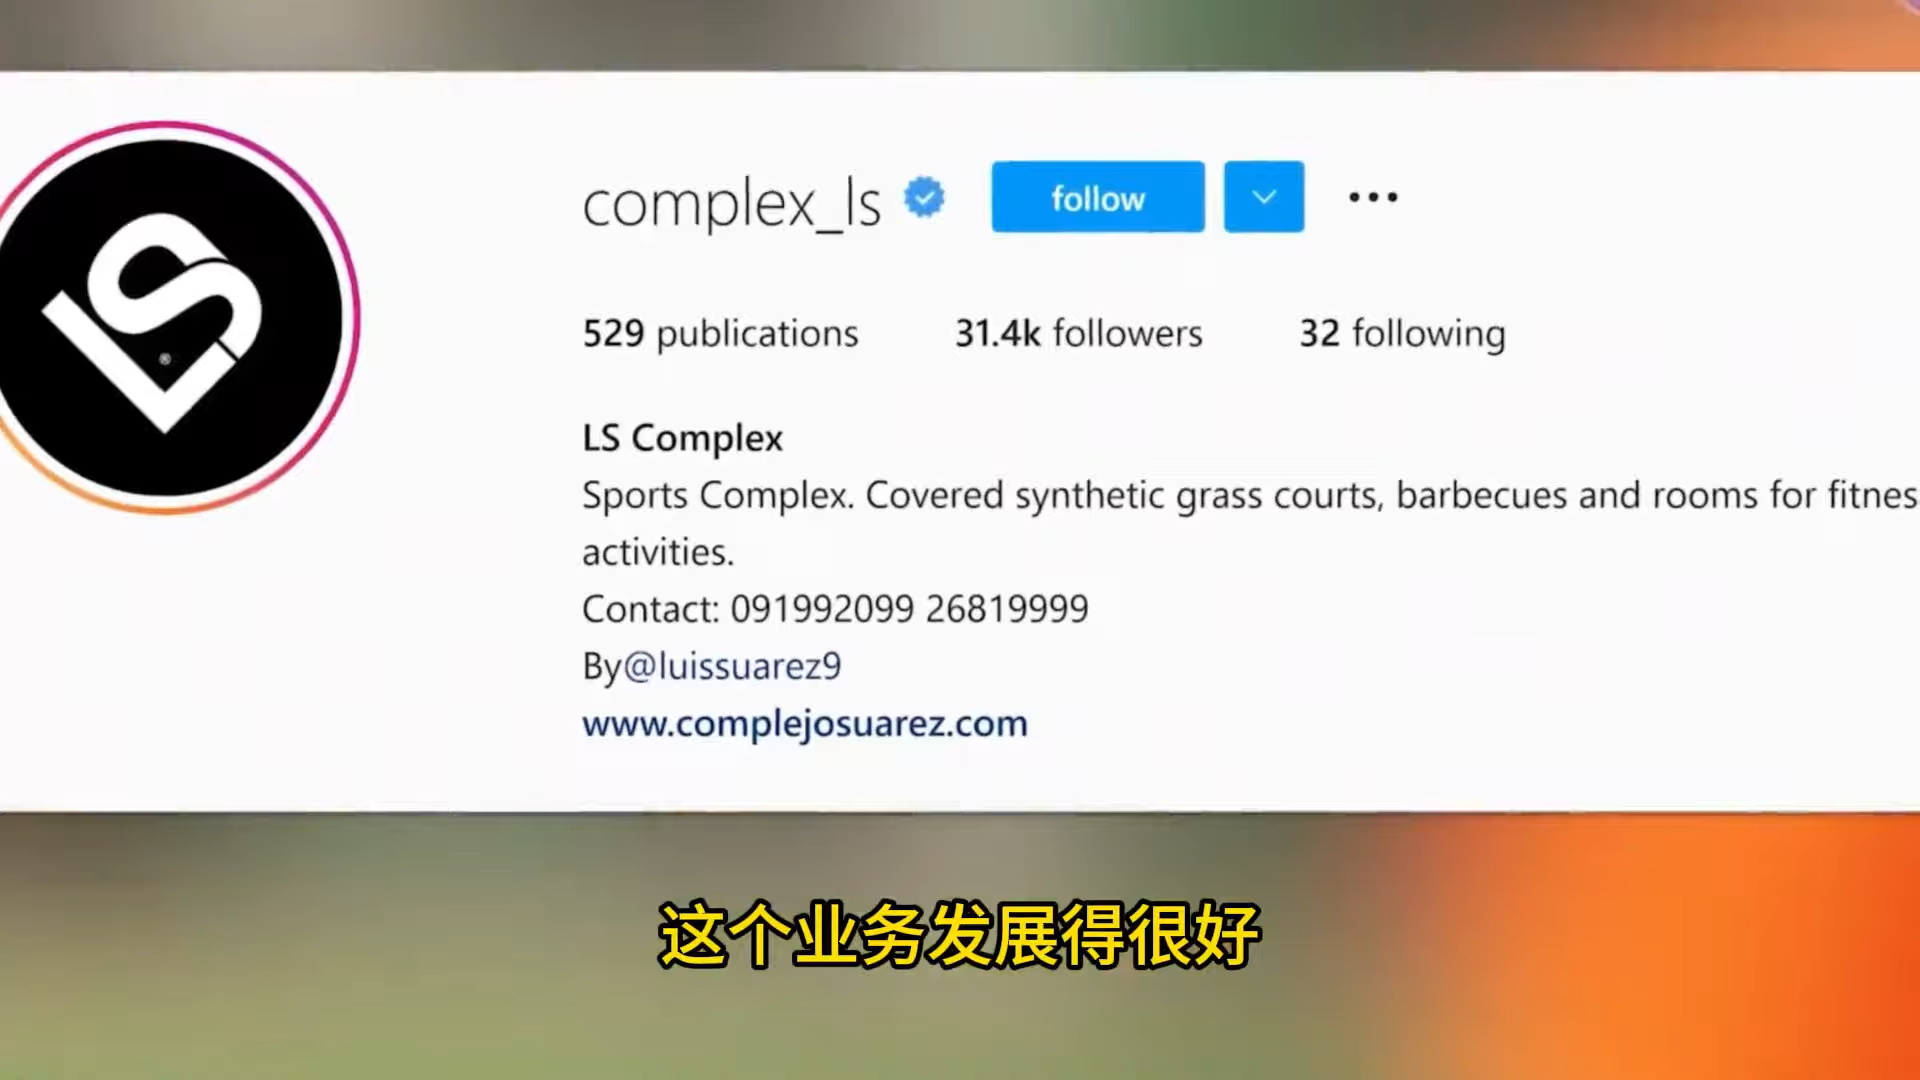 LS
®
complex_ls
follow
529 publications 31.4k followers 32 following
LS Complex
Sports Complex. Covered synthetic grass courts, barbecues and rooms for fitnes
activities.
Contact: 091992099 26819999
By@luissuarez9
www.complejosuarez.com
这个业务发展得很好